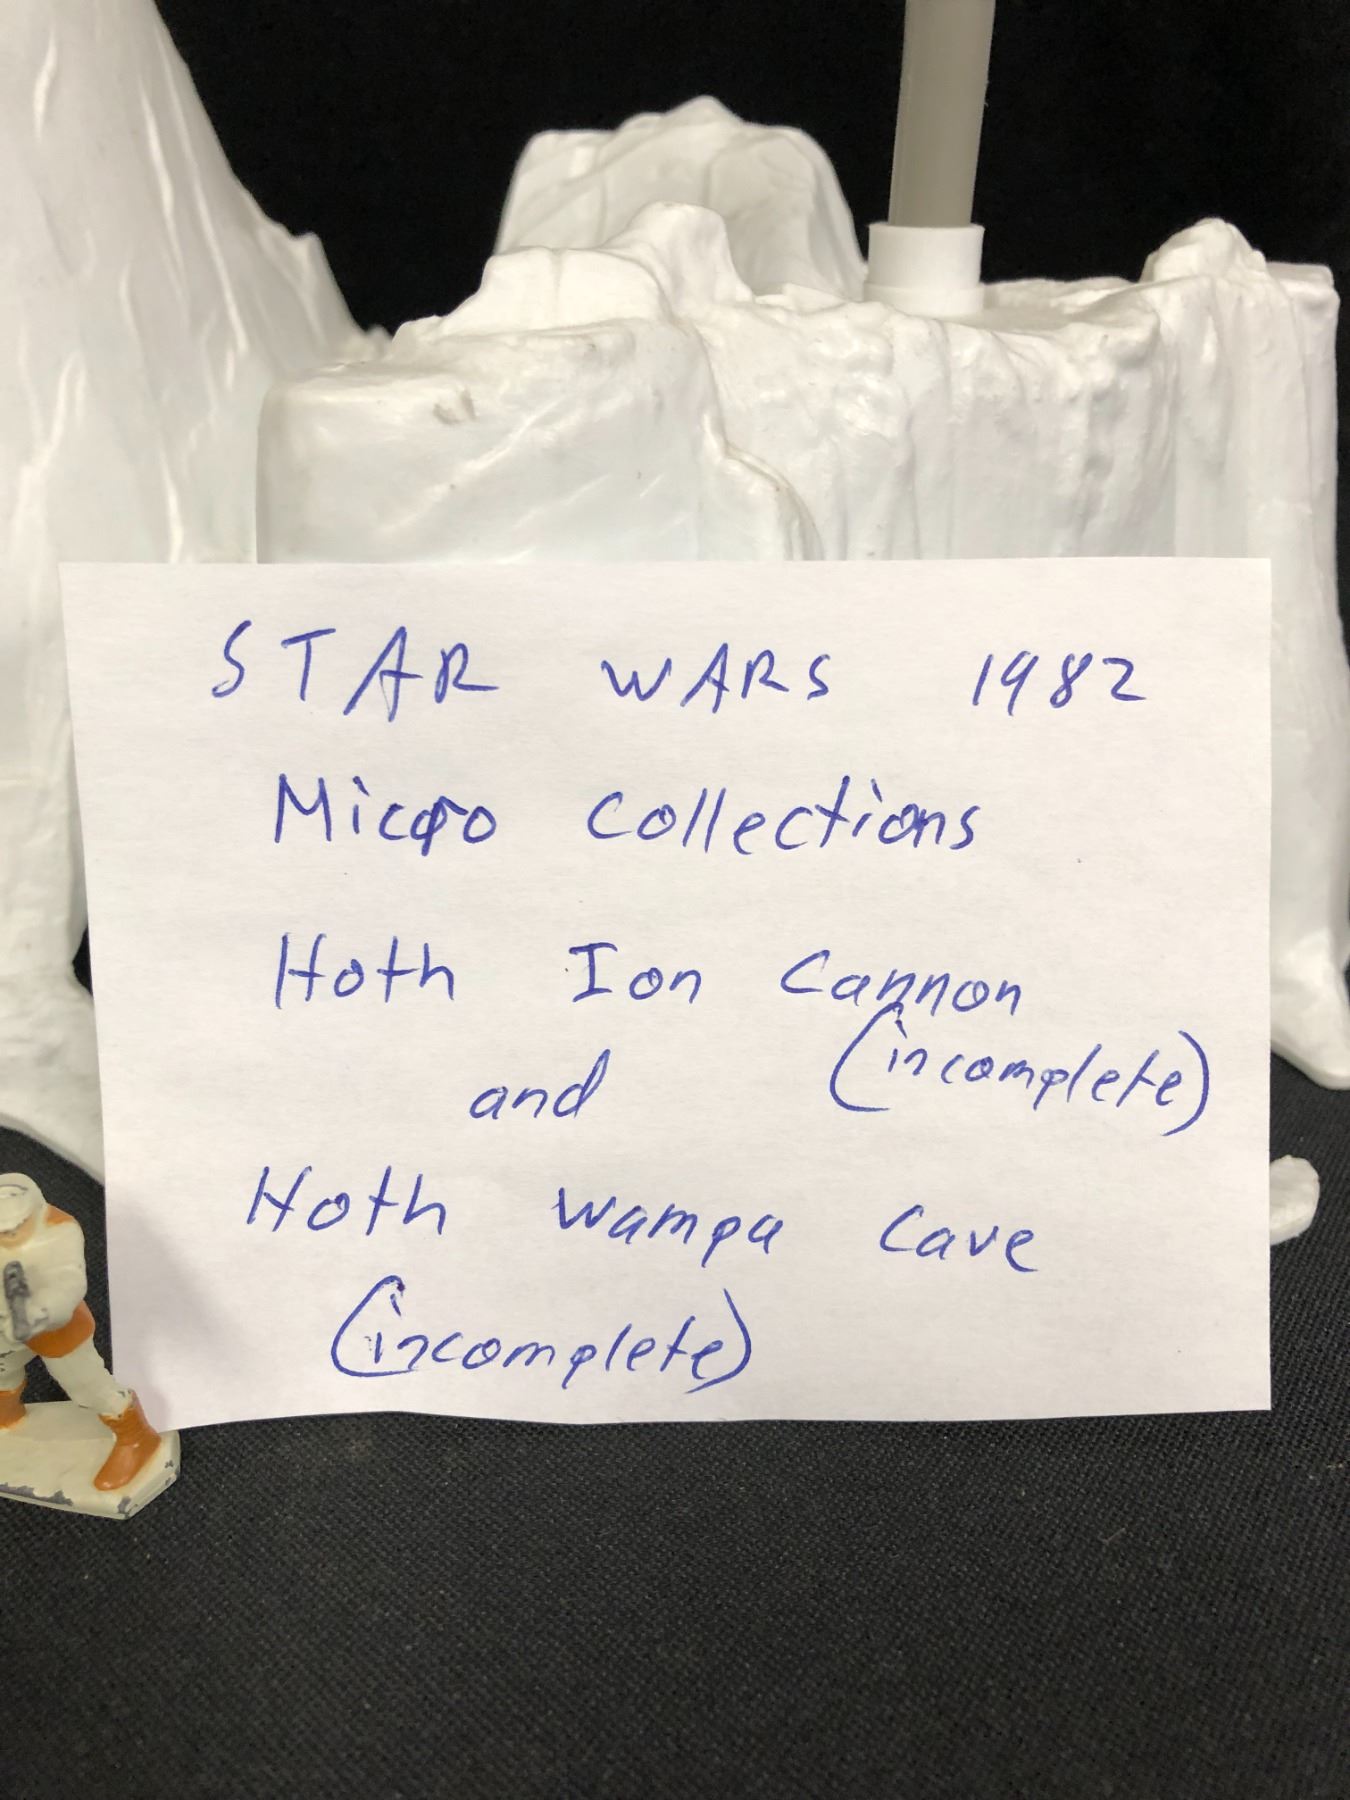 STAR WARS 1982
Micro Collections
Hoth Ion Cannon
(incomplete)
and
Hoth Wampa Cave
(incomplete)